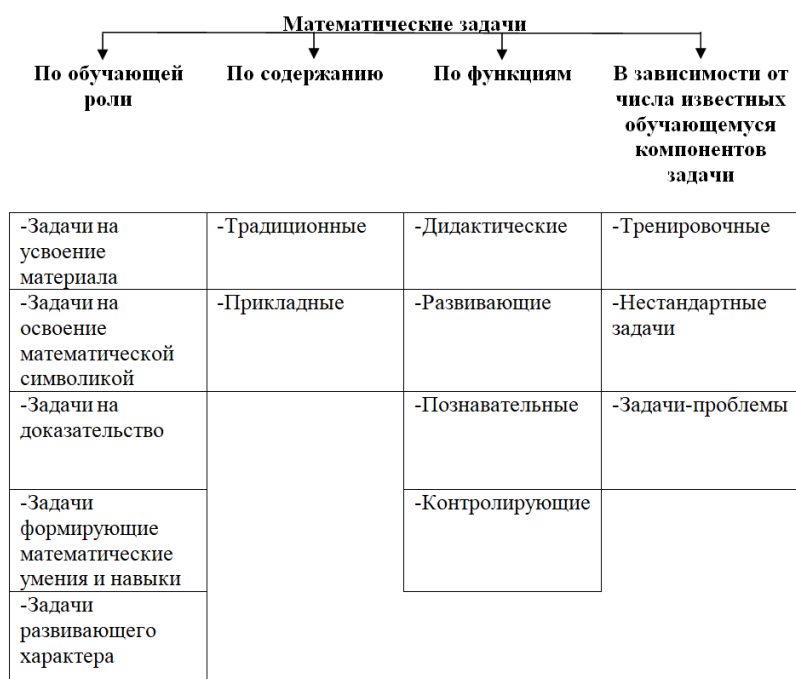 Математические задачи
По обучающей
роли
По содержанию
По функциям
В зависимости от
числа известных
обучающемуся
компонентов
задачи
-Задачи на
усвоение
материала
-Традиционные
-Дидактические
-Тренировочные
-Задачи на
освоение
математической
символикой
-Прикладные
-Развивающие
-Нестандартные
задачи
-Задачи на
доказательство
-Познавательные
-Задачи-проблемы
-Задачи
формирующие
математические
умения и навыки
-Контролирующие
-Задачи
развивающего
характера